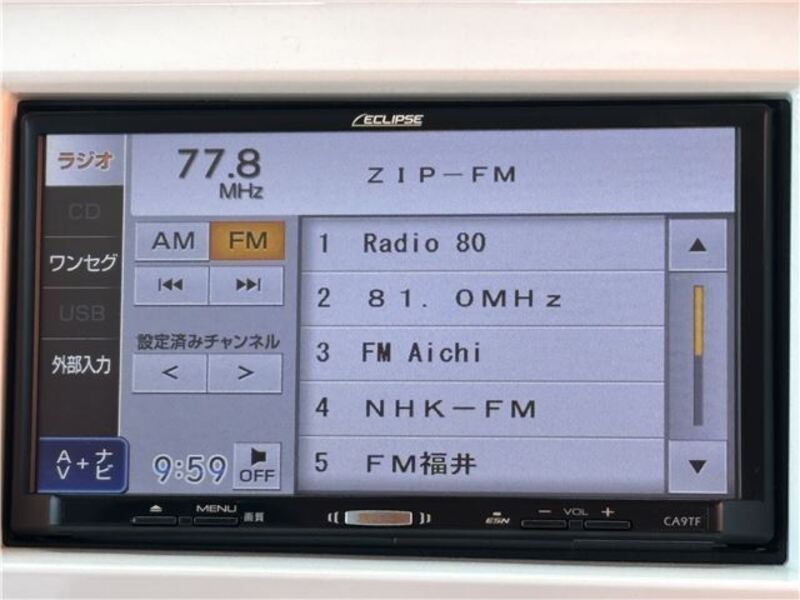 ECLIPSE
ラジオ
77.8
MHz
ZIP－FM
CD
AM
FM
1 Radio 80
ワンセグ
2 ８１．０ＭＨｚ
USB
設定済みチャンネル
3 FM Aichi
外部入力
<
>
4 ＮＨＫ－ＦＭ
AV+ナビ
9:59
OFF
5 ＦＭ福井
MENU
画質
ESN
－ VOL ＋
CA9TF